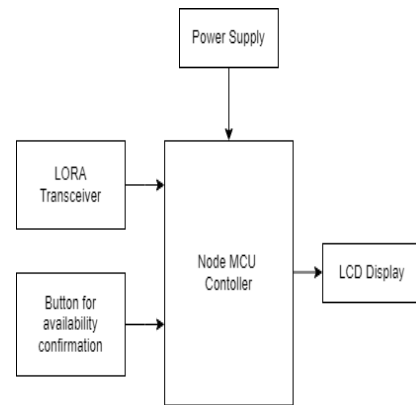 Power Supply
LORA
Transceiver
Node MCU
Contoller
LCD Display
Button for
availability
confirmation